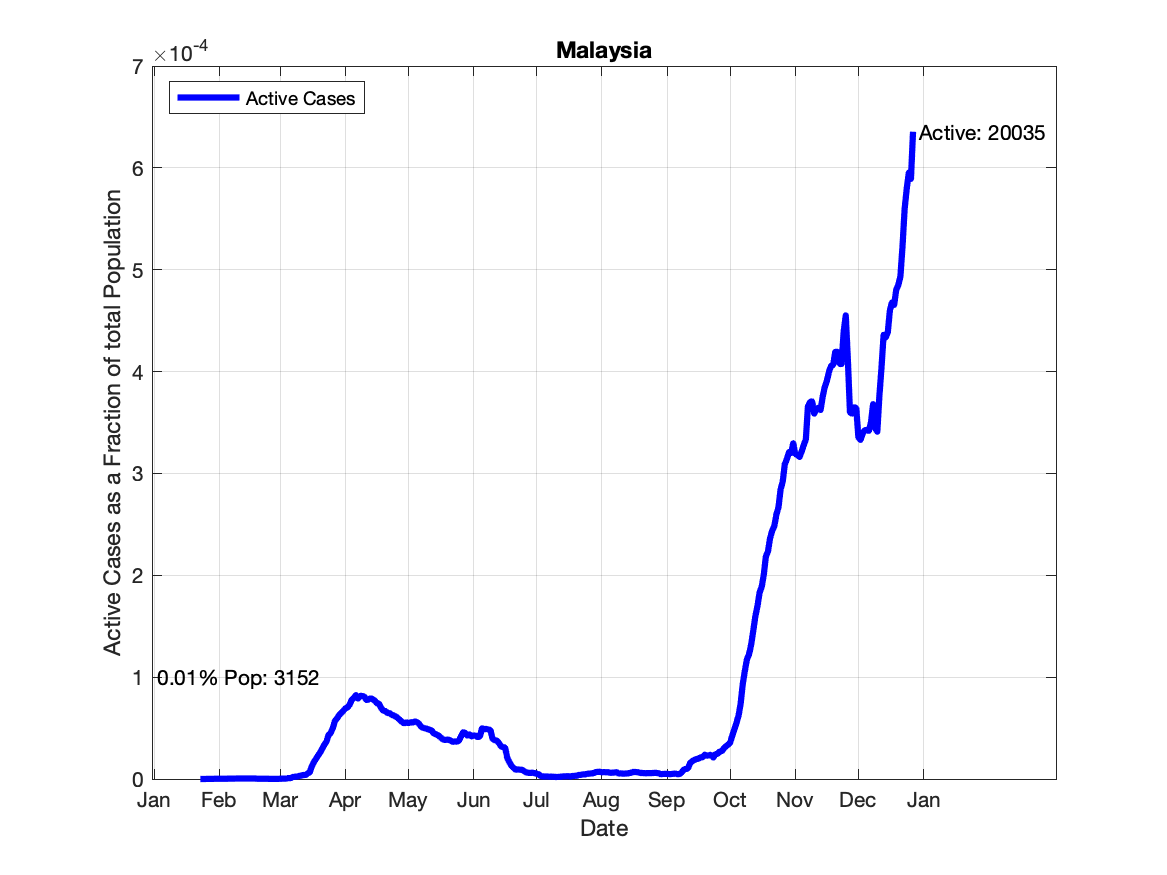 Malaysia
×10-4
7
Active Cases
Active: 20035
6
5
4
3
2
1
0.01% Pop: 3152
0
Active Cases as a Fraction of total Population
Jan Feb Mar Apr May Jun Jul Aug Sep Oct Nov Dec Jan
Date